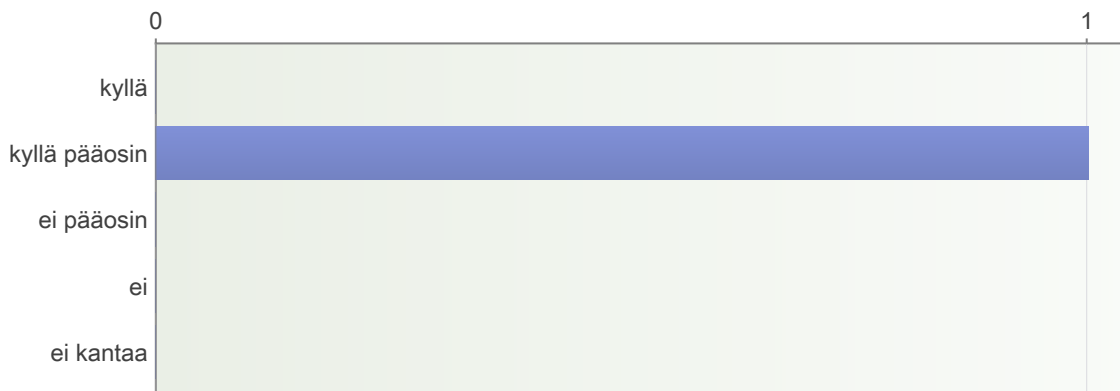 0 1
kyllä
kyllä pääosin
ei pääosin
ei
ei kantaa